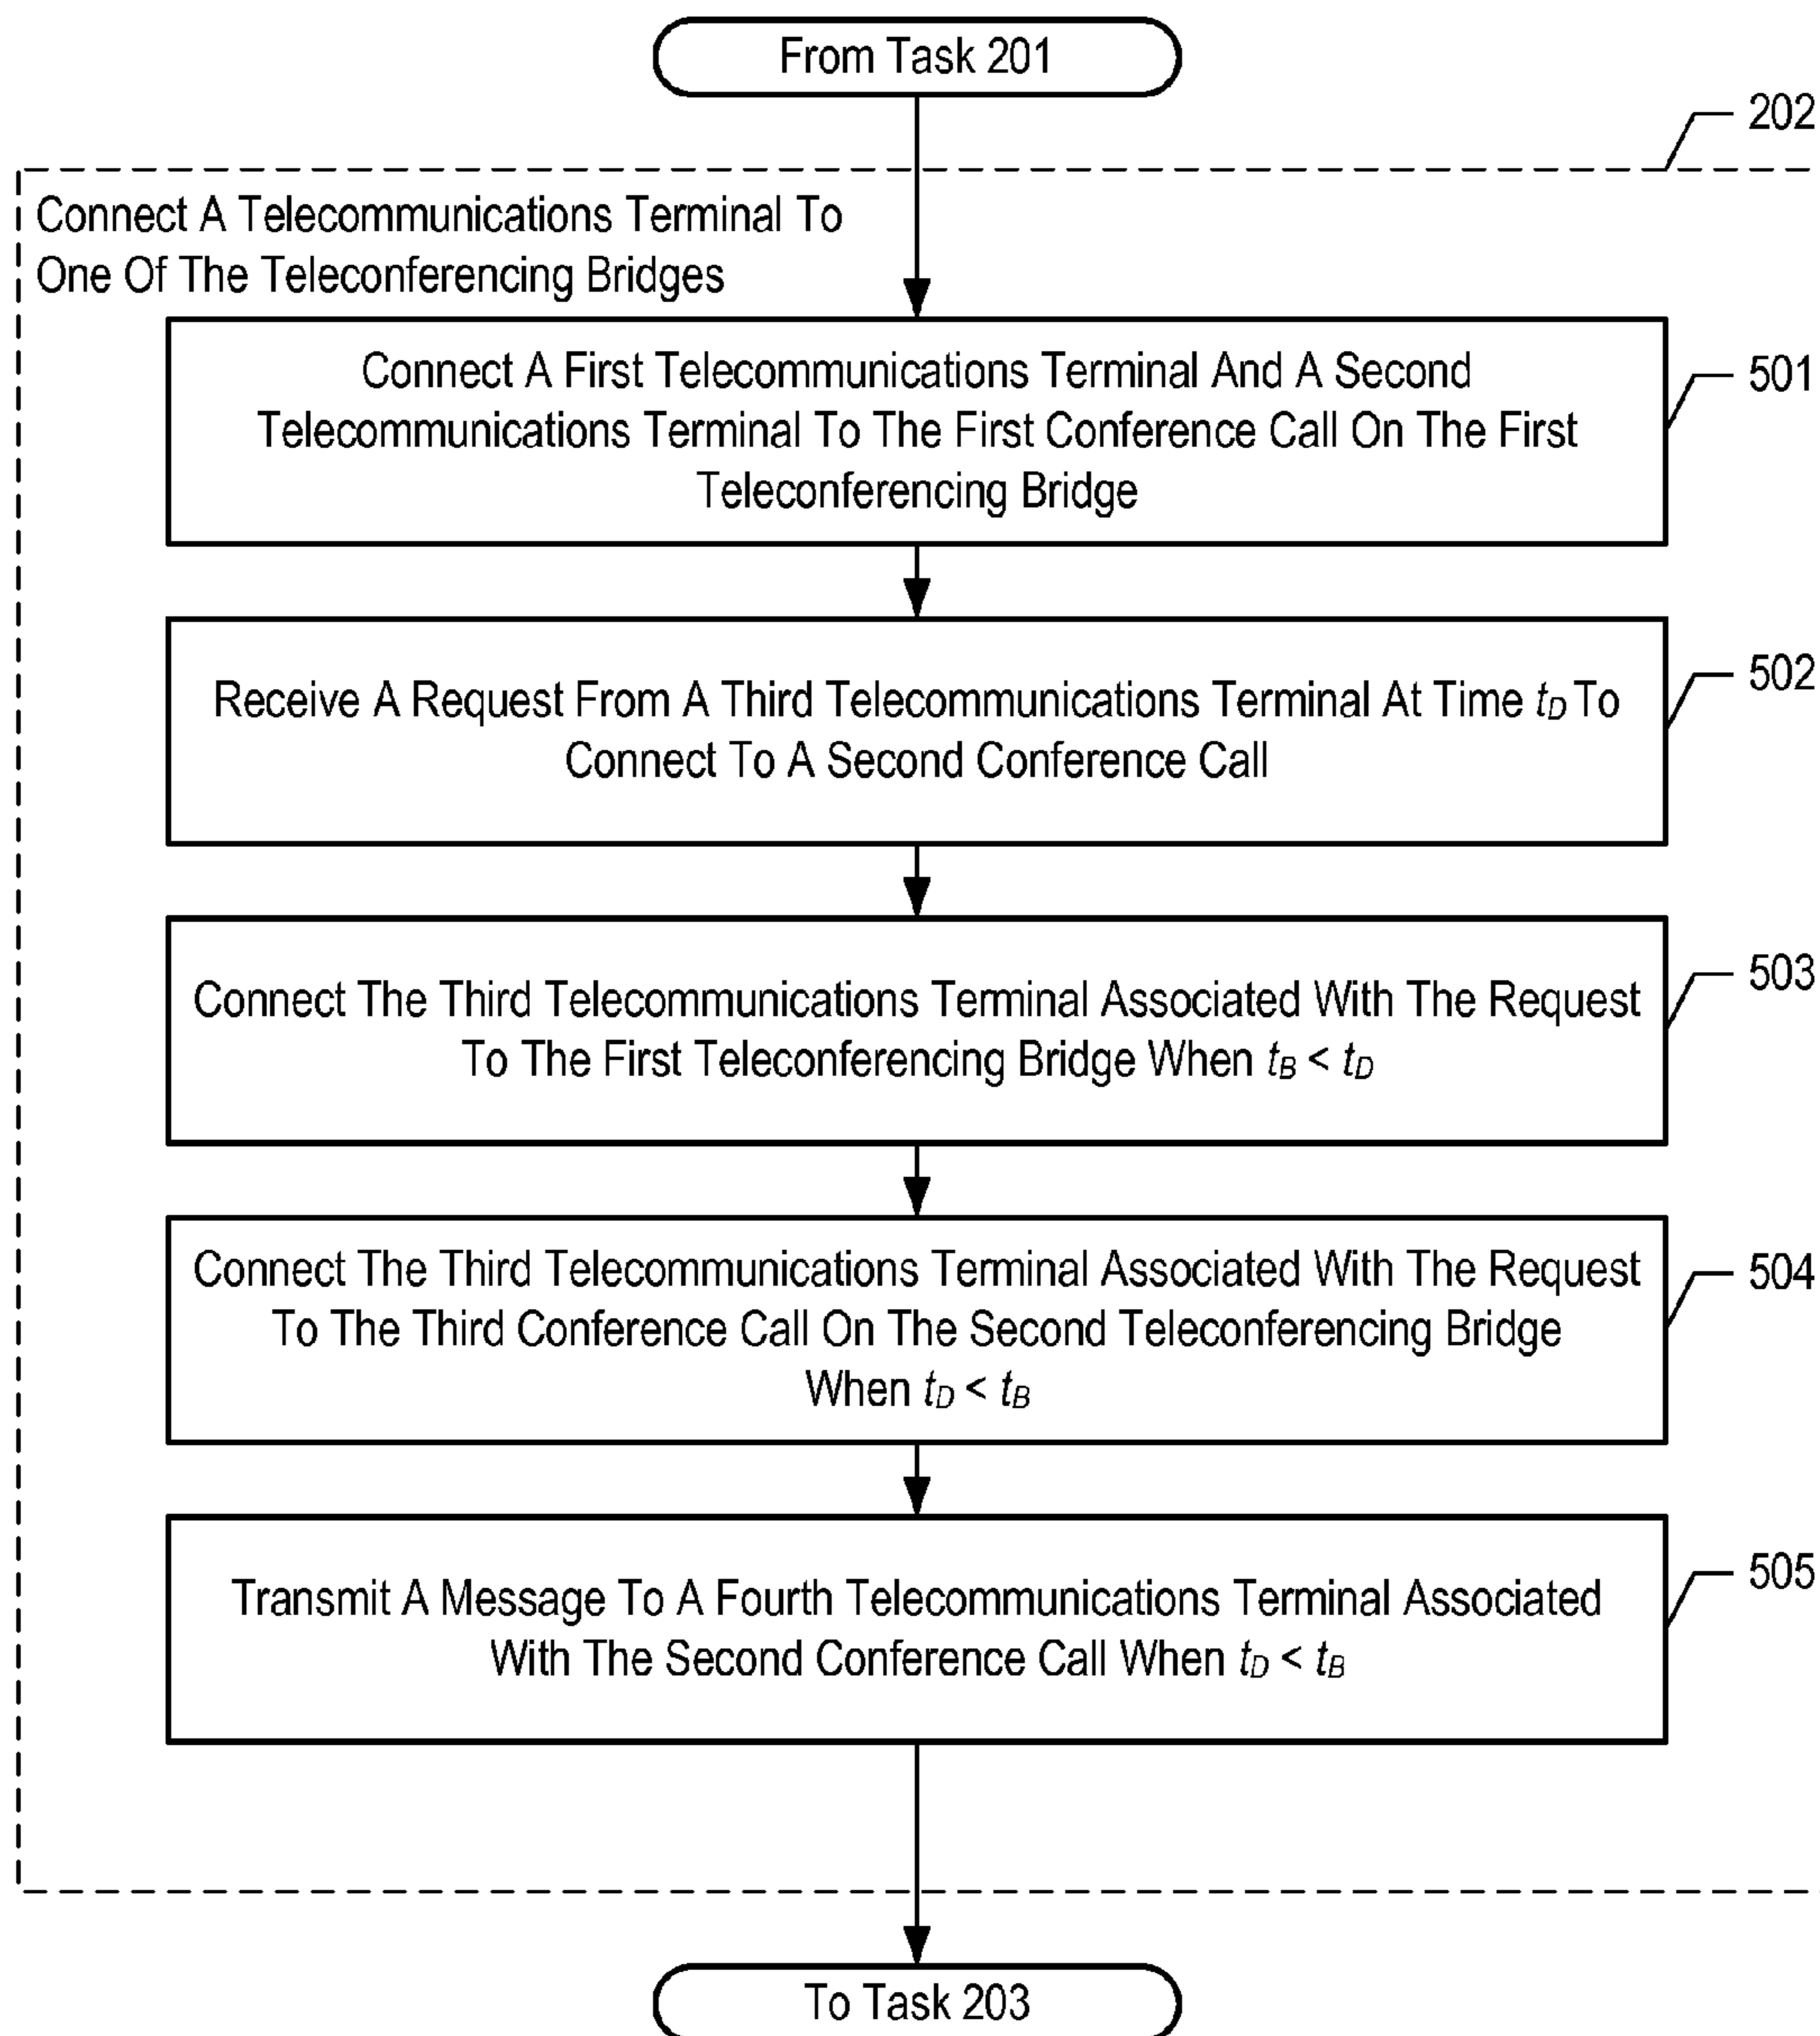 From Task 201
202
Connect A Telecommunications Terminal To
One Of The Teleconferencing Bridges
Connect A First Telecommunications Terminal And A Second
Telecommunications Terminal To The First Conference Call On The First
Teleconferencing Bridge
501
Receive A Request From A Third Telecommunications Terminal At Time tD To
Connect To A Second Conference Call
502
Connect The Third Telecommunications Terminal Associated With The Request
To The First Teleconferencing Bridge When tB < tD
503
Connect The Third Telecommunications Terminal Associated With The Request
To The Third Conference Call On The Second Teleconferencing Bridge
When tD < tB
504
Transmit A Message To A Fourth Telecommunications Terminal Associated
With The Second Conference Call When tD < tB
505
To Task 203